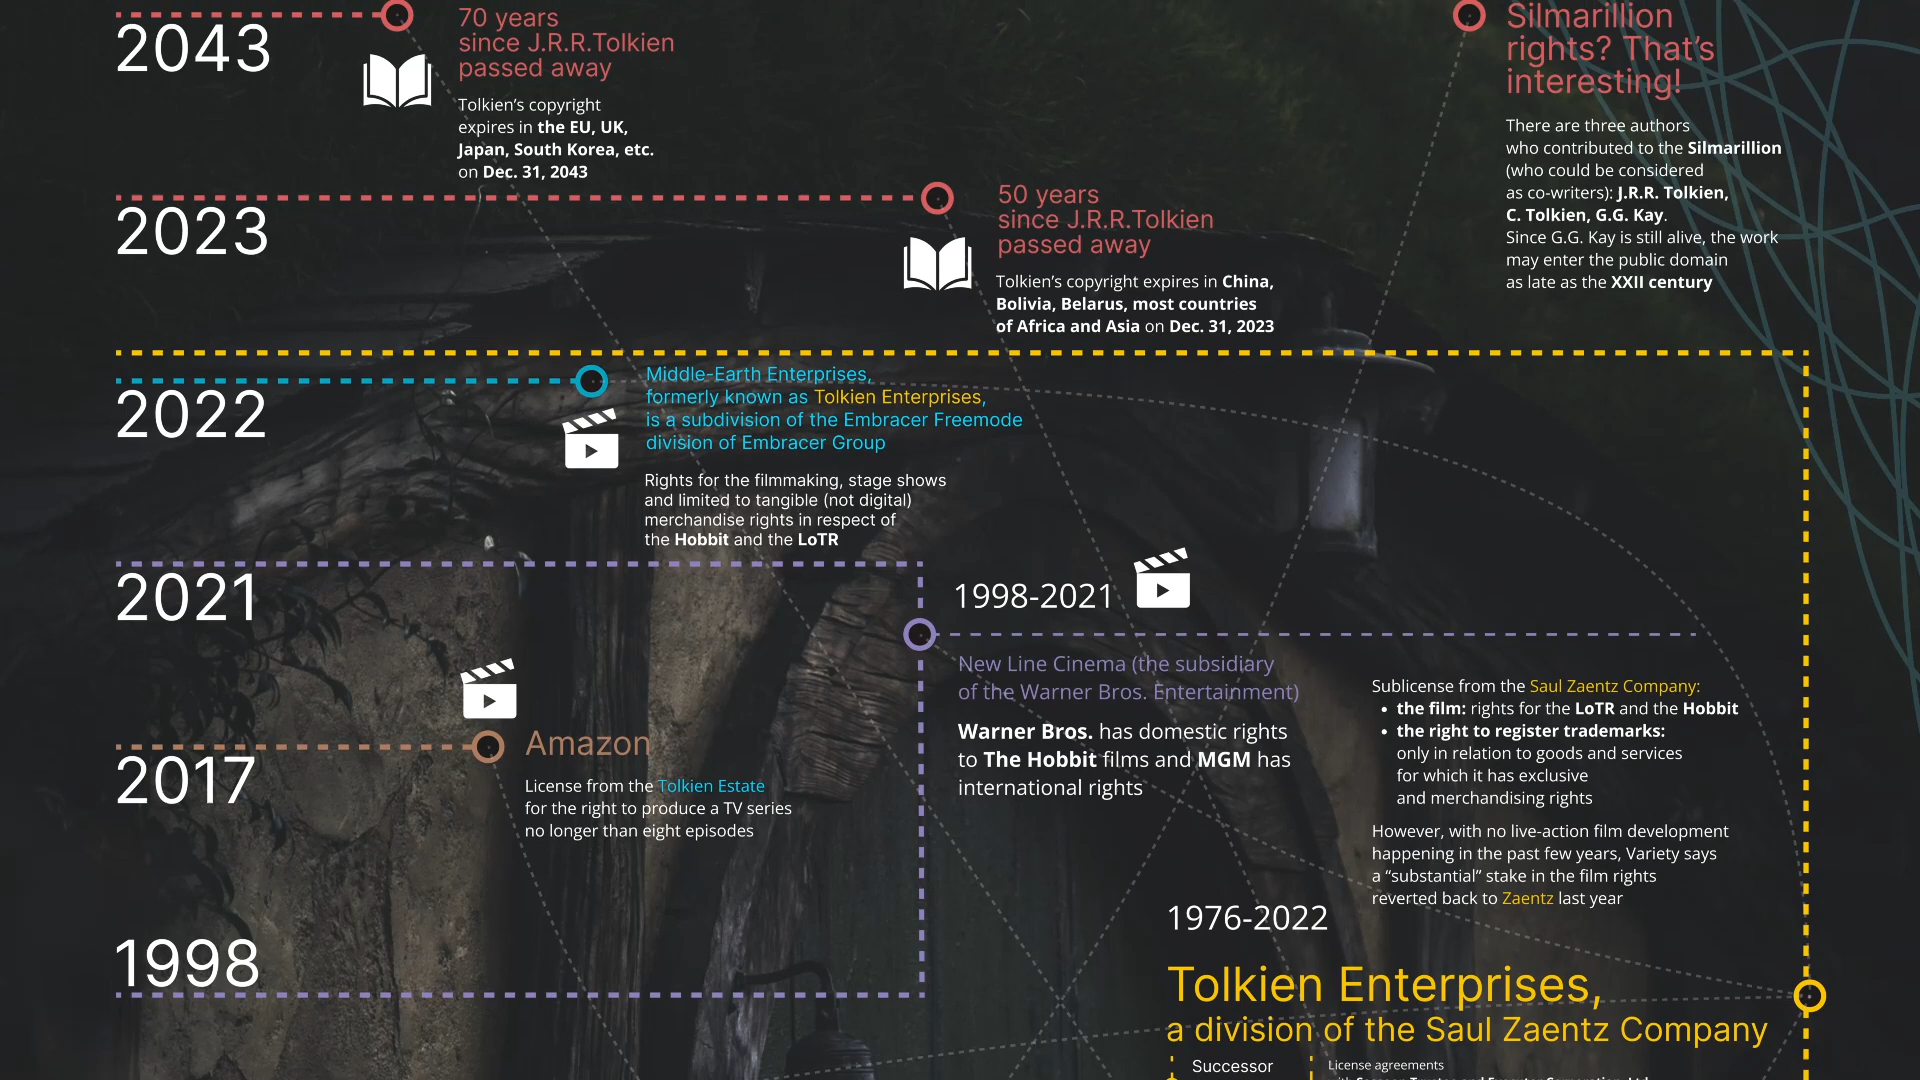 2043
70 years
since J.R.R.Tolkien
passed away
Tolkien’s copyright
expires in the EU, UK,
Japan, South Korea, etc.
on Dec. 31, 2043
Silmarillion
rights? That’s
interesting!
There are three authors
who contributed to the Silmarillion
(who could be considered
as co-writers): J.R.R. Tolkien,
C. Tolkien, G.G. Kay.
Since G.G. Kay is still alive, the work
may enter the public domain
as late as the XXII century
2023
50 years
since J.R.R.Tolkien
passed away
Tolkien’s copyright expires in China,
Bolivia, Belarus, most countries
of Africa and Asia on Dec. 31, 2023
2022
Middle-Earth Enterprises,
formerly known as Tolkien Enterprises,
is a subdivision of the Embracer Freemode
division of Embracer Group
Rights for the filmmaking, stage shows
and limited to tangible (not digital)
merchandise rights in respect of
the Hobbit and the LoTR
2021
1998-2021
New Line Cinema (the subsidiary
of the Warner Bros. Entertainment)
Warner Bros. has domestic rights
to The Hobbit films and MGM has
international rights
Sublicense from the Saul Zaentz Company:
• the film: rights for the LoTR and the Hobbit
• the right to register trademarks:
only in relation to goods and services
for which it has exclusive
and merchandising rights
However, with no live-action film development
happening in the past few years, Variety says
a “substantial” stake in the film rights
reverted back to Zaentz last year
2017
Amazon
License from the Tolkien Estate
for the right to produce a TV series
no longer than eight episodes
1998
1976-2022
Tolkien Enterprises,
a division of the Saul Zaentz Company
Successor
License agreements